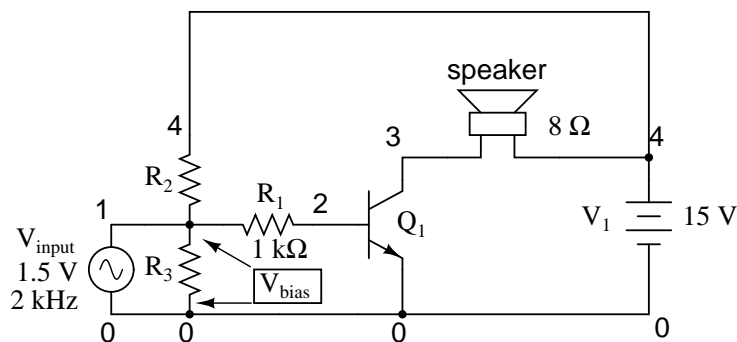 speaker
4
3
8 Ω
4
R2
R1
1
2
Q1
Vinput
1.5 V
2 kHz
1 kΩ
V1
15 V
R3
Vbias
0
0
0
0